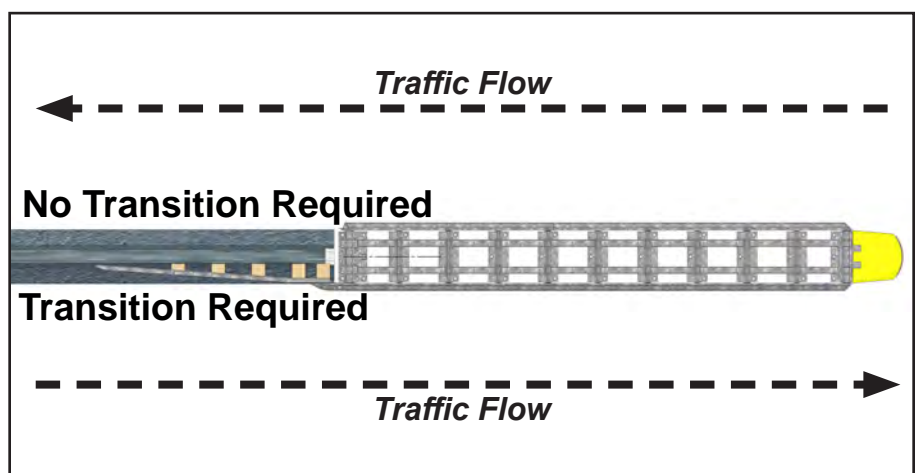 Traffic Flow
No Transition Required
Transition Required
Traffic Flow